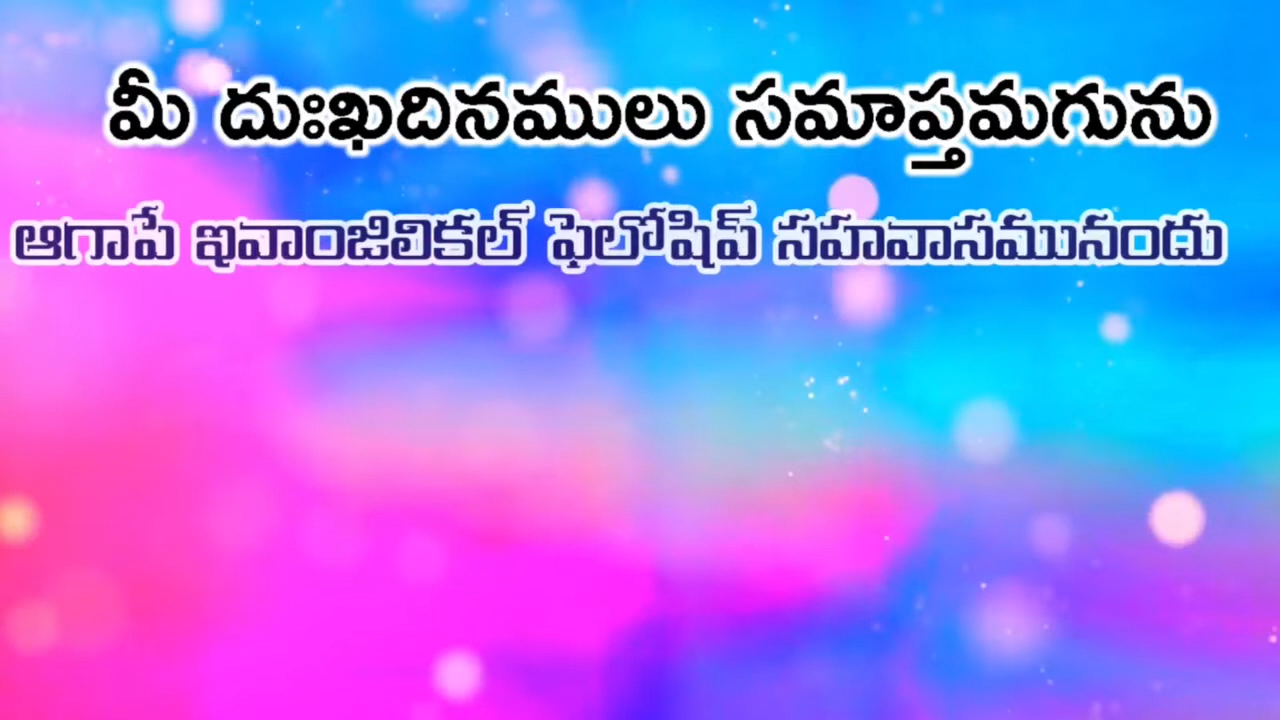 మీ దుఃఖదినములు సమాప్తమగును
ఆగాపే ఇవాంజిలికల్ ఫెలోషిప్ సహవాసమునందు